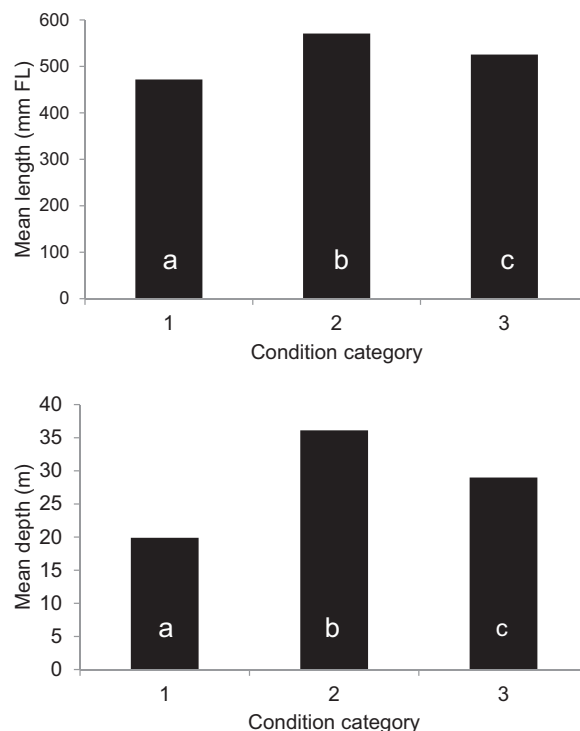 600
500
400
300
200
100
0
Mean length (mm FL)
a b c
1 2 3
Condition category
40
35
30
25
20
15
10
5
0
Mean depth (m)
a b c
1 2 3
Condition category